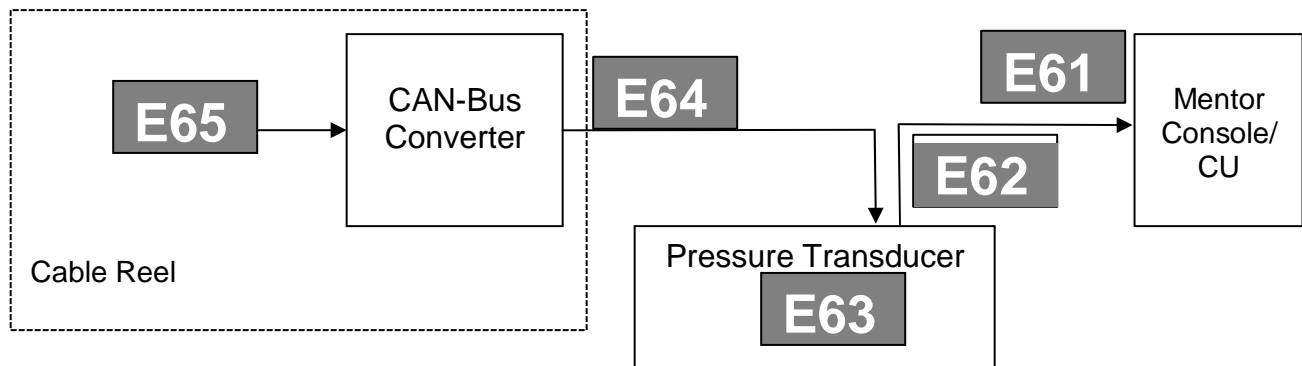 E65
CAN-Bus
Converter
Cable Reel
E64
E61
E62
Mentor
Console/
CU
Pressure Transducer
E63